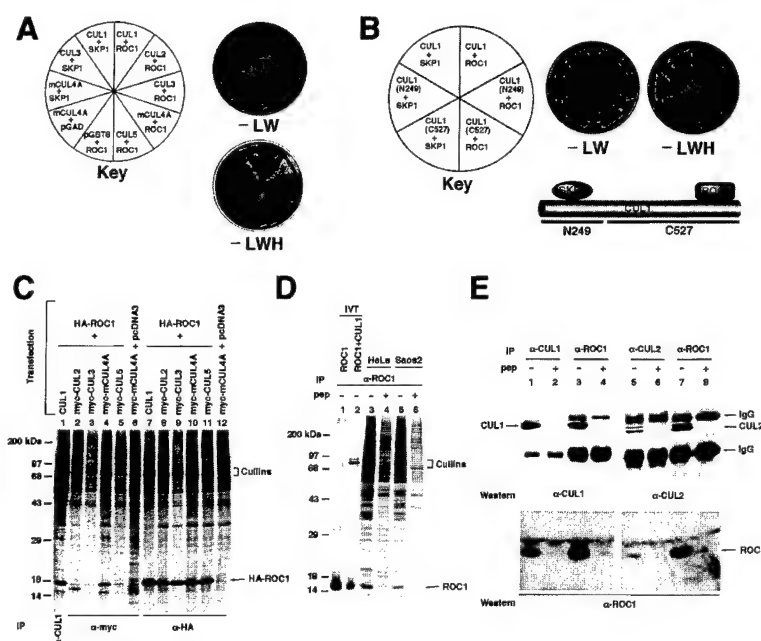 A
CUL1 + SKP1
CUL1 + ROC1
CUL2 + ROC1
CUL3 + ROC1
mCUL4A + ROC1
CUL5 + ROC1
pGBT8 + ROC1
mCUL4A + pGAD
mCUL4A + SKP1
CUL3 + SKP1
Key
–LW
–LWH
B
CUL1 + SKP1
CUL1 + ROC1
CUL1 (N249) + ROC1
CUL1 (C527) + ROC1
CUL1 (C527) + SKP1
CUL1 (N249) + SKP1
Key
–LW
–LWH
SKP1
ROC1
CUL1
N249
C527
C
Transfection
HA-ROC1 +
HA-ROC1 +
CUL1
myc-CUL2
myc-CUL3
myc-mCUL4A
myc-CUL5
myc-mCUL4A + pcDNA3
CUL1
myc-CUL2
myc-CUL3
myc-mCUL4A
myc-CUL5
myc-mCUL4A + pcDNA3
1 2 3 4 5 6 7 8 9 10 11 12
200 kDa
97
68
43
29
18
14
Cullins
HA-ROC1
IP
α-CUL1
α-myc
α-HA
D
IVT
ROC1
ROC1+CUL1
HeLa
Saos2
IP
α-ROC1
pep
– – – + – +
1 2 3 4 5 6
200 kDa
97
68
43
29
18
14
Cullins
ROC1
E
IP
α-CUL1
α-ROC1
α-CUL2
α-ROC1
pep
– + – + – + – +
1 2 3 4 5 6 7 8
CUL1
IgG
CUL2
IgG
Western
α-CUL1
α-CUL2
ROC
Western
α-ROC1